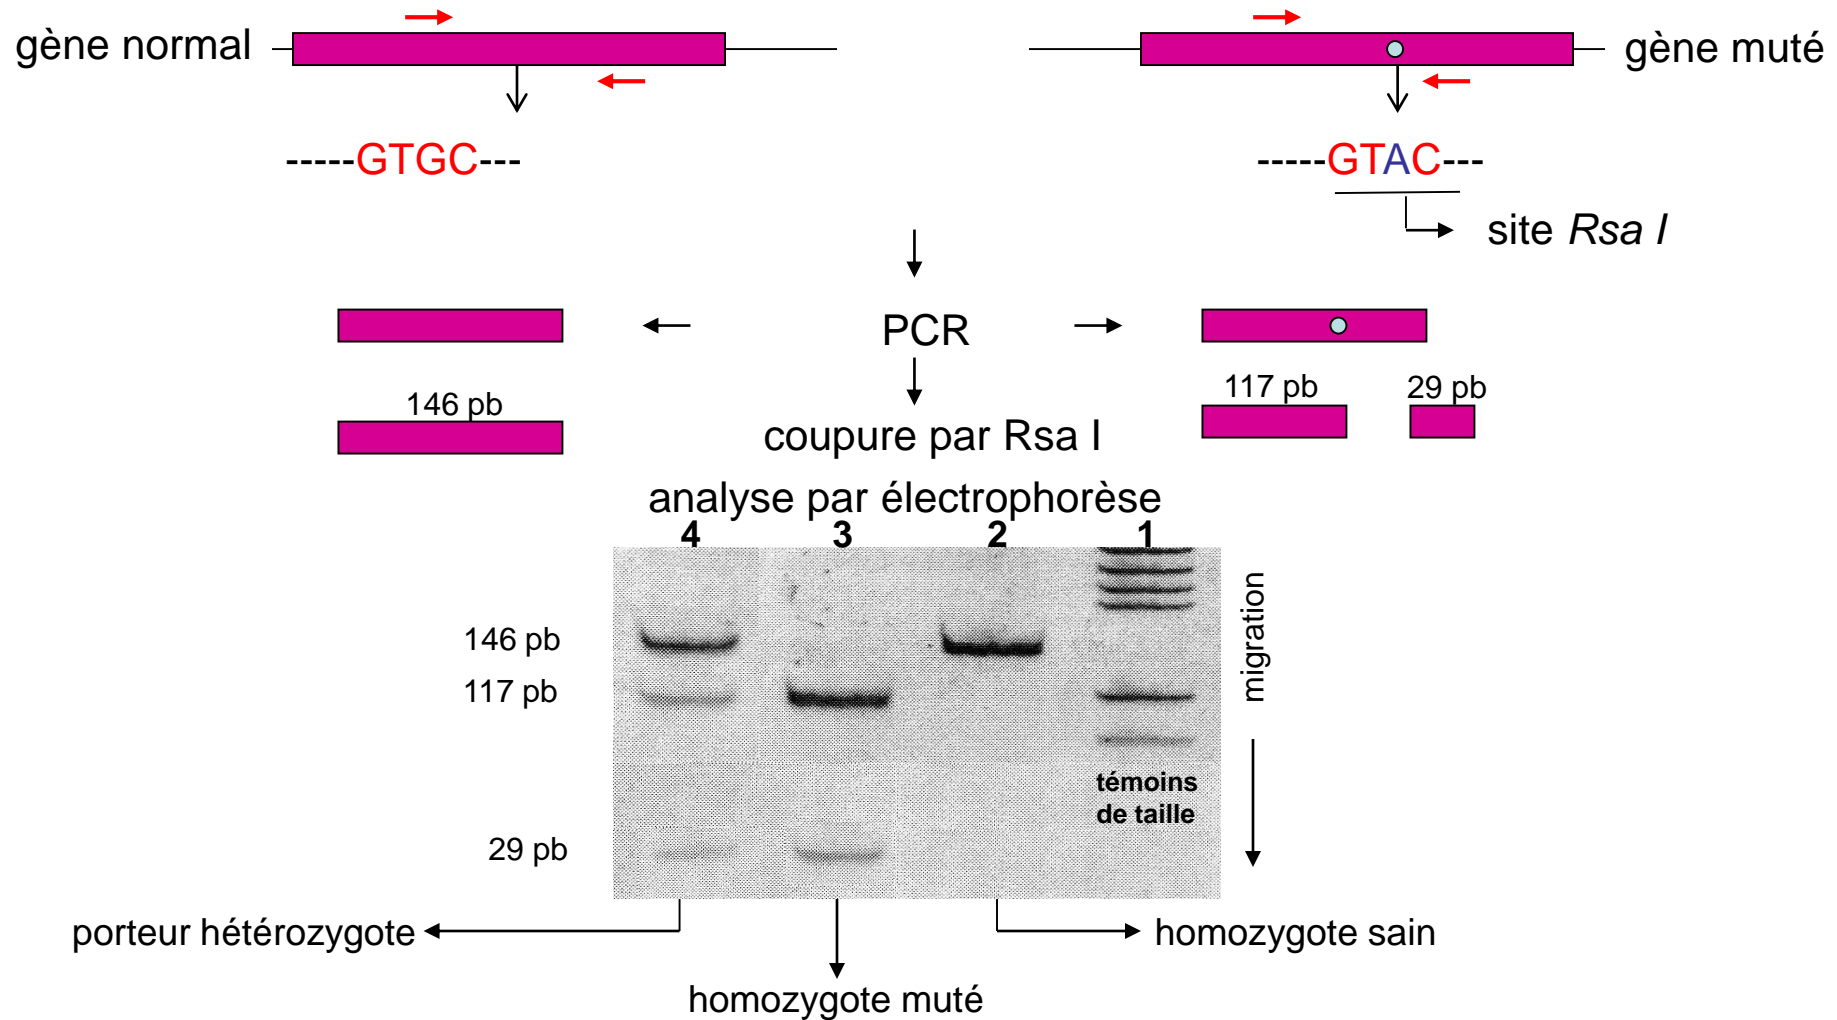 gène normal
gène muté
-----GTGC---
-----GTAC---
site Rsa I
PCR
146 pb
117 pb
29 pb
coupure par Rsa I
analyse par électrophorèse
4 3 2 1
146 pb
117 pb
29 pb
migration
témoins
de taille
porteur hétérozygote
homozygote sain
homozygote muté